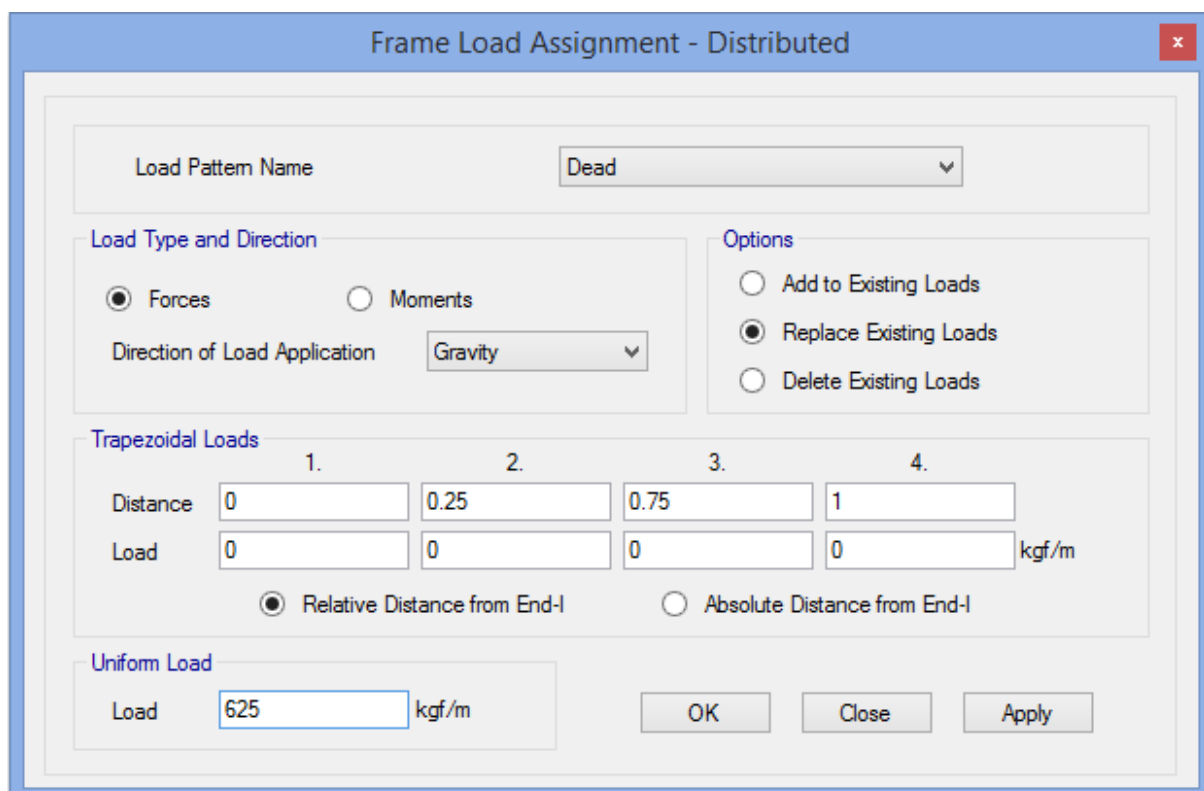 Frame Load Assignment - Distributed
x
Load Pattern Name Dead
Load Type and Direction
Forces Moments
Direction of Load Application Gravity
Options
Add to Existing Loads
Replace Existing Loads
Delete Existing Loads
Trapezoidal Loads
1. 2. 3. 4.
Distance 0 0.25 0.75 1
Load 0 0 0 0 kgf/m
Relative Distance from End-I Absolute Distance from End-I
Uniform Load
Load 625 kgf/m
OK Close Apply